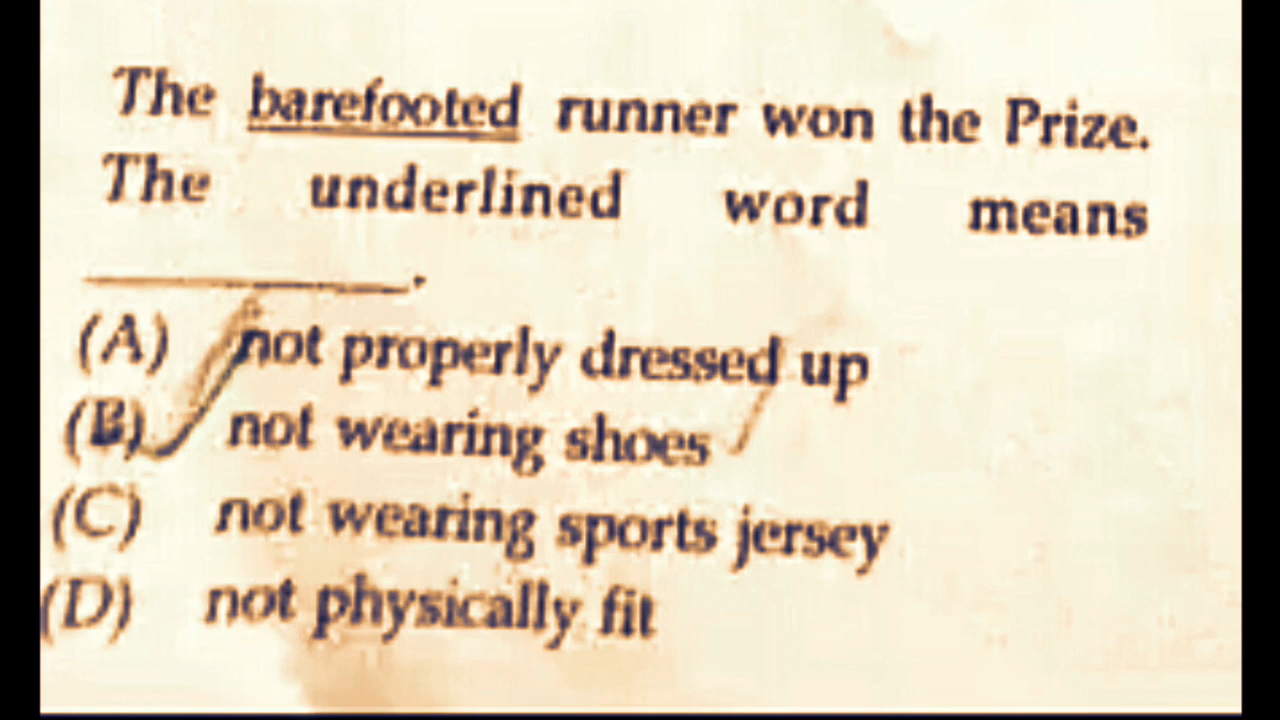 The barefooted runner won the Prize.
The underlined word means
__________.
(A) not properly dressed up
(B) not wearing shoes
(C) not wearing sports jersey
(D) not physically fit